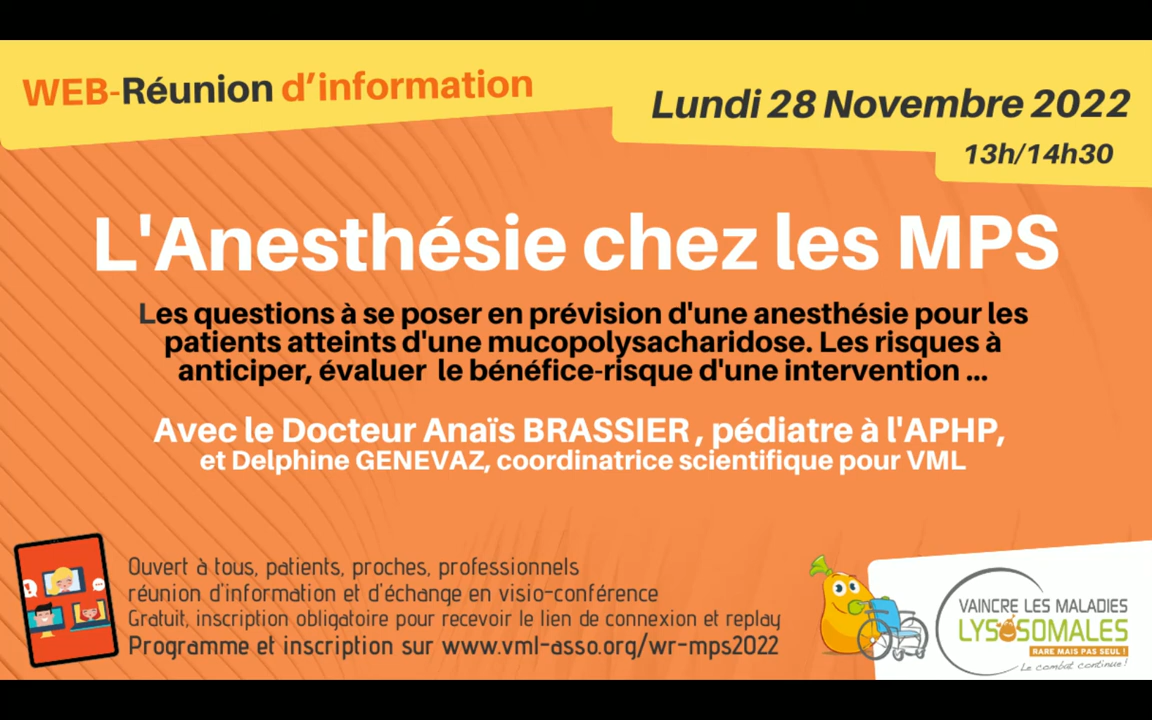 WEB-Réunion d’information
Lundi 28 Novembre 2022
13h/14h30
L'Anesthésie chez les MPS
Les questions à se poser en prévision d'une anesthésie pour les
patients atteints d'une mucopolysacharidose. Les risques à
anticiper, évaluer le bénéfice-risque d'une intervention ...
Avec le Docteur Anaïs BRASSIER , pédiatre à l'APHP,
et Delphine GENEVAZ, coordinatrice scientifique pour VML
Ouvert à tous, patients, proches, professionnels
réunion d'information et d'échange en visio-conférence
Gratuit, inscription obligatoire pour recevoir le lien de connexion et replay
Programme et inscription sur www.vml-asso.org/wr-mps2022
VAINCRE LES MALADIES
LYSOSOMALES
RARE MAIS PAS SEUL !
Le combat continue !